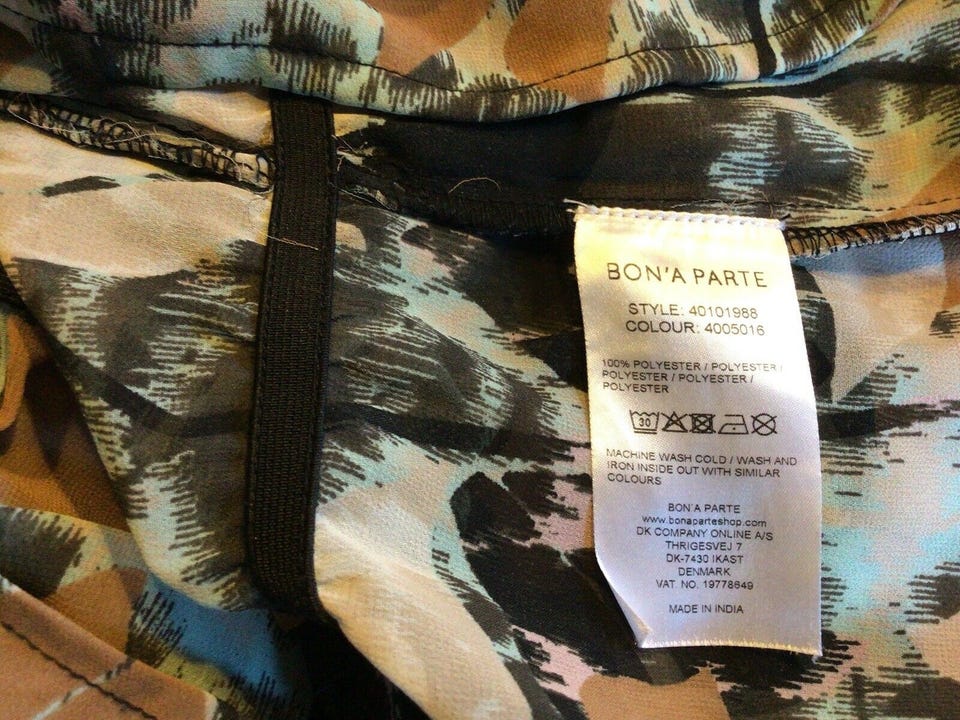 BON'A PARTE
STYLE: 40101988
COLOUR: 4005016
100% POLYESTER / POLYESTER /
POLYESTER / POLYESTER /
POLYESTER
30
MACHINE WASH COLD / WASH AND
IRON INSIDE OUT WITH SIMILAR
COLOURS
BON'A PARTE
www.bonaparteshop.com
DK COMPANY ONLINE A/S
THRIGESVEJ 7
DK-7430 IKAST
DENMARK
VAT. NO. 19778649
MADE IN INDIA